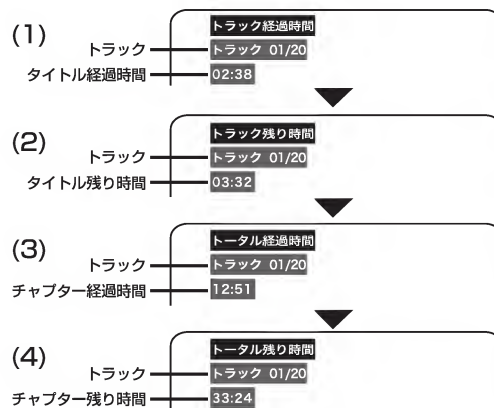 (1)
トラック経過時間
トラック トラック 01/20
タイトル経過時間 02:38
(2)
トラック残り時間
トラック トラック 01/20
タイトル残り時間 03:32
(3)
トータル経過時間
トラック トラック 01/20
チャプター経過時間 12:51
(4)
トータル残り時間
トラック トラック 01/20
チャプター残り時間 33:24